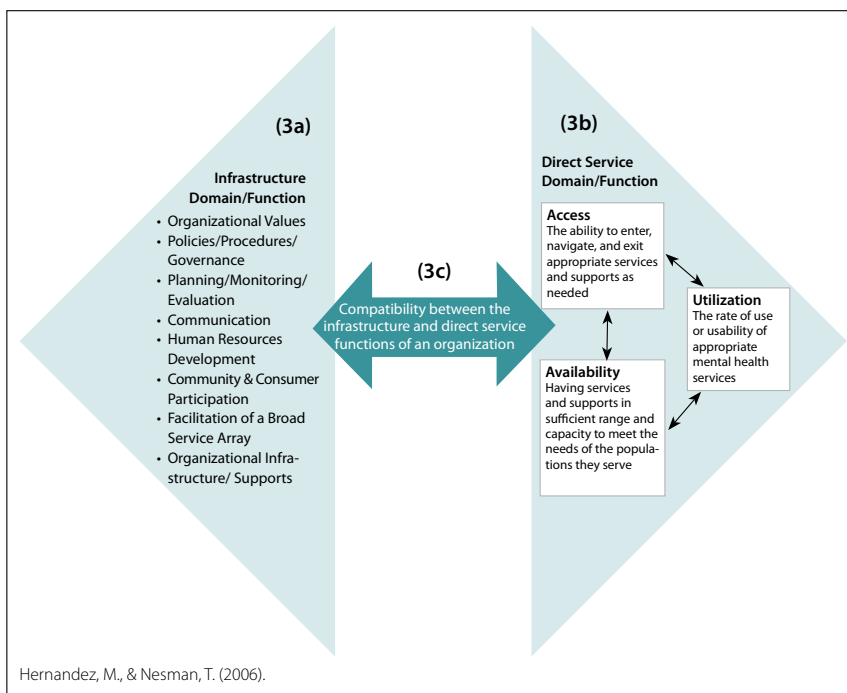 (3a)
Infrastructure
Domain/Function
• Organizational Values
• Policies/Procedures/
Governance
• Planning/Monitoring/
Evaluation
• Communication
• Human Resources
Development
• Community & Consumer
Participation
• Facilitation of a Broad
Service Array
• Organizational Infra-
structure/ Supports
(3c)
Compatibility between the
infrastructure and direct service
functions of an organization
(3b)
Direct Service
Domain/Function
Access
The ability to enter,
navigate, and exit
appropriate services
and supports as
needed
Utilization
The rate of use
or usability of
appropriate
mental health
services
Availability
Having services
and supports in
sufficient range and
capacity to meet the
needs of the popula-
tions they serve
Hernandez, M., & Nesman, T. (2006).